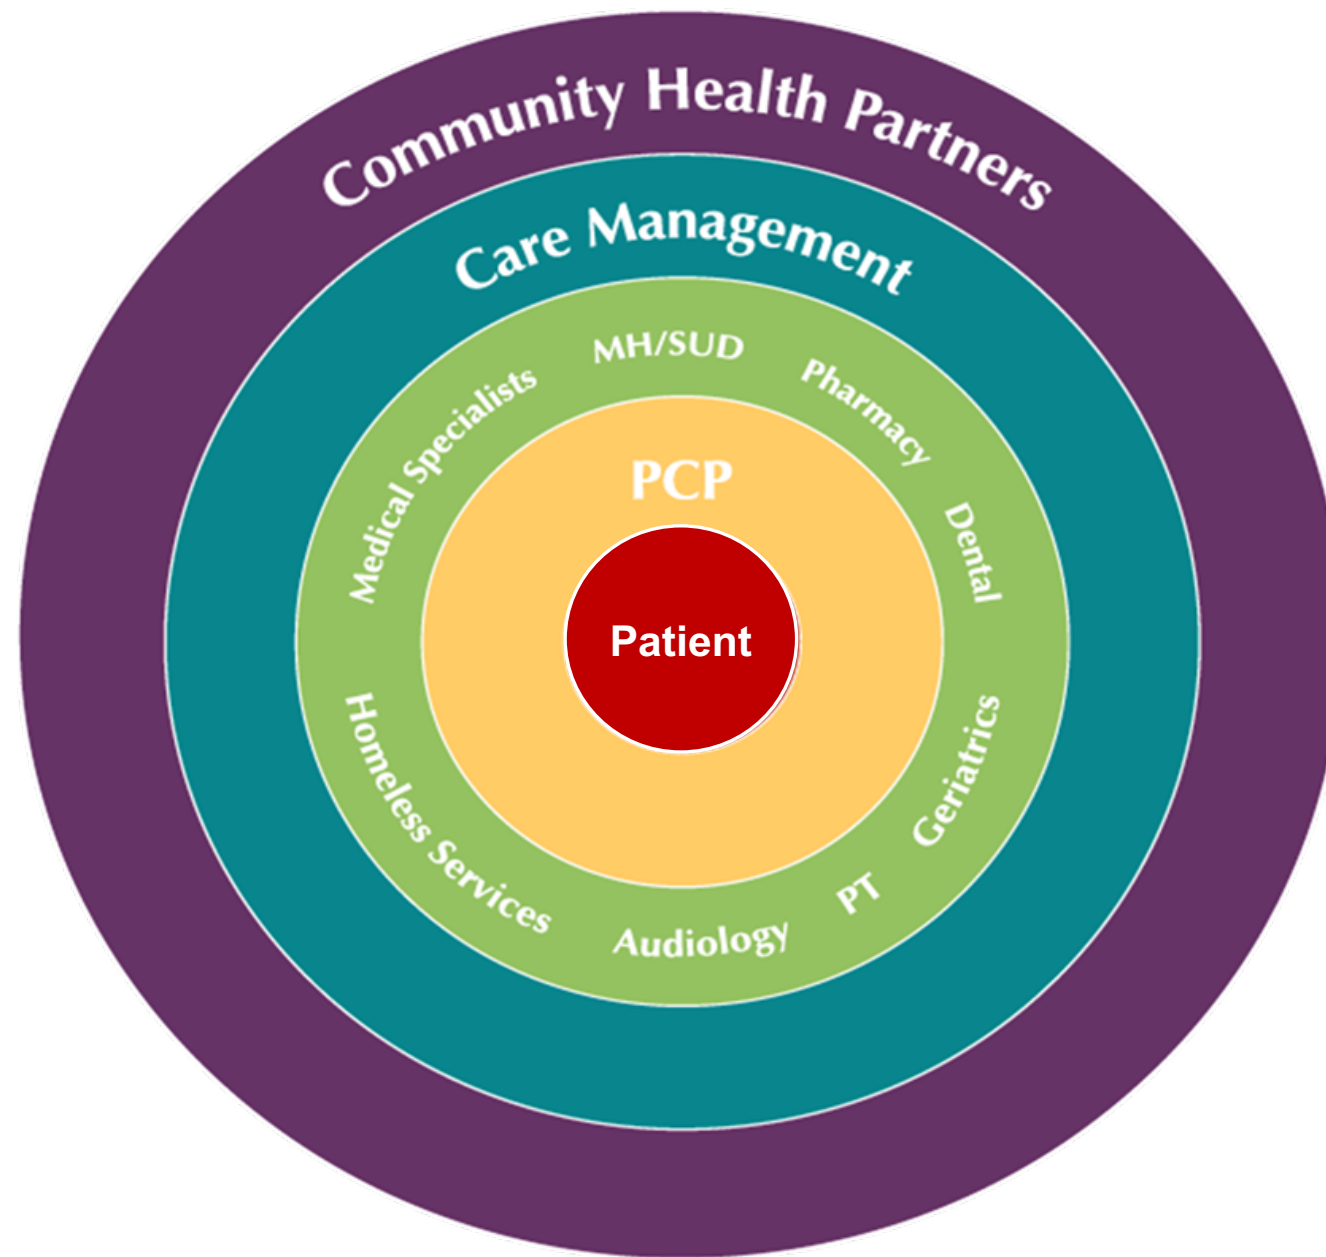 Community Health Partners
Care Management
MH/SUD
Pharmacy
Medical Specialists
Dental
PCP
Patient
Homeless Services
Geriatrics
PT
Audiology